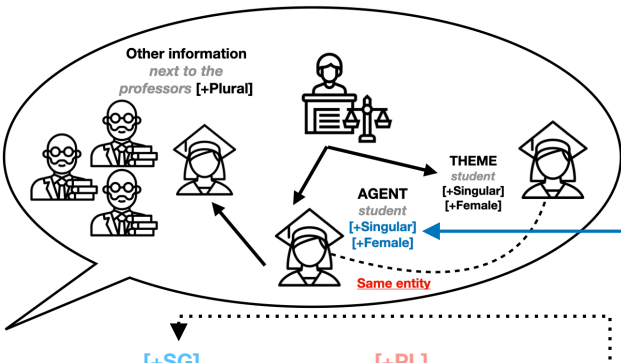 Other information
next to the
professors [+Plural]
THEME
student
[+Singular]
[+Female]
AGENT
student
[+Singular]
[+Female]
Same entity
[+SG]
[+PL]